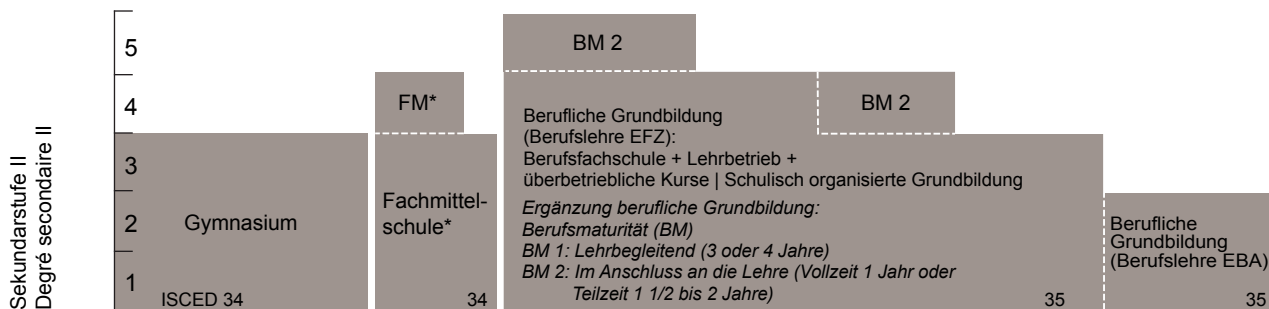 Sekundarstufe II
Degré secondaire II
5
4
3
2
1
Gymnasium
ISCED 34
FM*
Fachmittel-
schule*
34
BM 2
BM 2
Berufliche Grundbildung
(Berufslehre EFZ):
Berufsfachschule + Lehrbetrieb +
überbetriebliche Kurse | Schulisch organisierte Grundbildung
Ergänzung berufliche Grundbildung:
Berufsmaturität (BM)
BM 1: Lehrbegleitend (3 oder 4 Jahre)
BM 2: Im Anschluss an die Lehre (Vollzeit 1 Jahr oder
Teilzeit 1 1/2 bis 2 Jahre)
35
Berufliche
Grundbildung
(Berufslehre EBA)
35